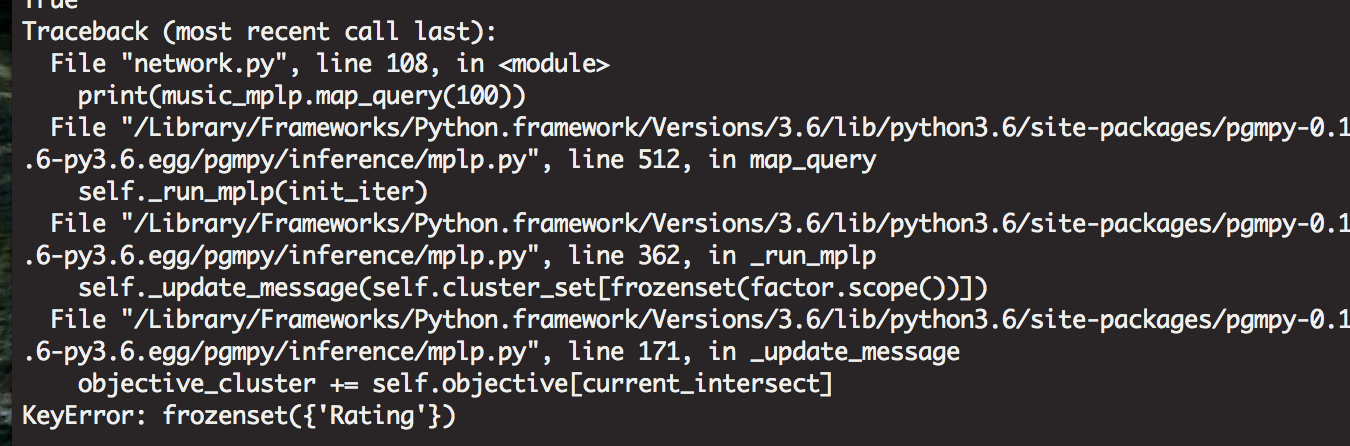 True
Traceback (most recent call last):
  File "network.py", line 108, in <module>
    print(music_mplp.map_query(100))
  File "/Library/Frameworks/Python.framework/Versions/3.6/lib/python3.6/site-packages/pgmpy-0.1
.6-py3.6.egg/pgmpy/inference/mplp.py", line 512, in map_query
    self._run_mplp(init_iter)
  File "/Library/Frameworks/Python.framework/Versions/3.6/lib/python3.6/site-packages/pgmpy-0.1
.6-py3.6.egg/pgmpy/inference/mplp.py", line 362, in _run_mplp
    self._update_message(self.cluster_set[frozenset(factor.scope())])
  File "/Library/Frameworks/Python.framework/Versions/3.6/lib/python3.6/site-packages/pgmpy-0.1
.6-py3.6.egg/pgmpy/inference/mplp.py", line 171, in _update_message
    objective_cluster += self.objective[current_intersect]
KeyError: frozenset({'Rating'})